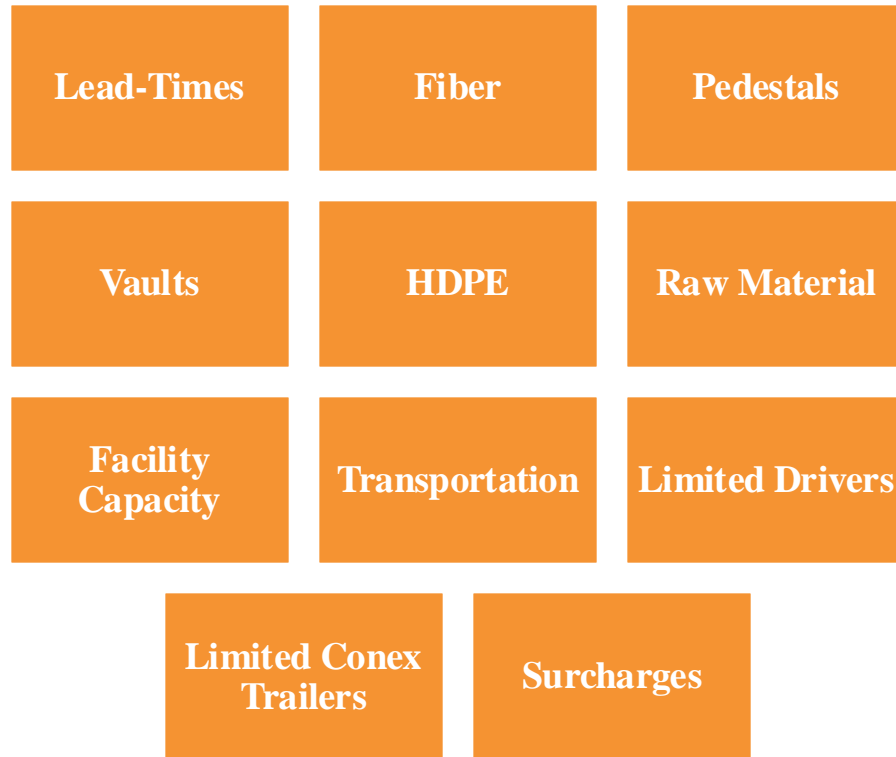 Lead-Times
Fiber
Pedestals
Vaults
HDPE
Raw Material
Facility
Capacity
Transportation
Limited Drivers
Limited Conex
Trailers
Surcharges